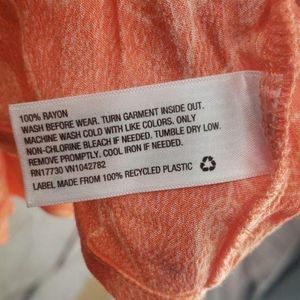 100% RAYON
WASH BEFORE WEAR. TURN GARMENT INSIDE OUT.
MACHINE WASH COLD WITH LIKE COLORS. ONLY
NON-CHLORINE BLEACH IF NEEDED. TUMBLE DRY LOW.
REMOVE PROMPTLY. COOL IRON IF NEEDED.
RN17730 VN1042782
LABEL MADE FROM 100% RECYCLED PLASTIC